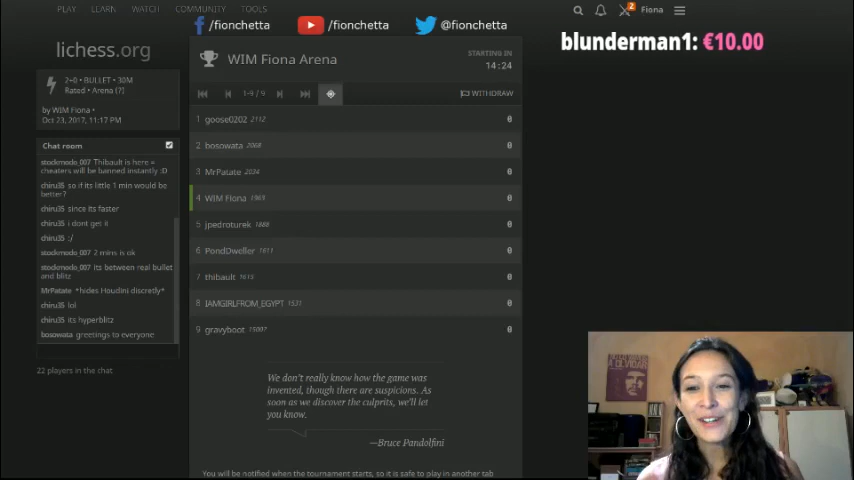 PLAY LEARN WATCH COMMUNITY TOOLS
2 Fiona
/fionchetta /fionchetta @fionchetta
blunderman1: €10.00
lichess.org
2+0 • BULLET • 30M
Rated • Arena (?)
by WIM Fiona •
Oct 23, 2017, 11:17 PM
Chat room
stockmodo_007 Thibault is here =
cheaters will be banned instantly :D
chiru35 so if its little 1 min would be
better?
chiru35 since its faster
chiru35 i dont get it
chiru35 :/
stockmodo_007 2 mins is ok
stockmodo_007 its between real bullet
and blitz
MrPatate *hides Houdini discretly*
chiru35 lol
chiru35 its hyperblitz
bosowata greetings to everyone
22 players in the chat
WIM Fiona Arena
STARTING IN
14:24
1-9 / 9
WITHDRAW
1 goose0202 2112 0
2 bosowata 2068 0
3 MrPatate 2034 0
4 WIM Fiona 1969 0
5 jpedroturek 1888 0
6 PondDweller 1811 0
7 thibault 1615 0
8 IAMGIRLFROM_EGYPT 1531 0
9 gravyboot 1500? 0
We don't really know how the game was
invented, though there are suspicions. As
soon as we discover the culprits, we'll let
you know.
—Bruce Pandolfini
You will be notified when the tournament starts, so it is safe to play in another tab